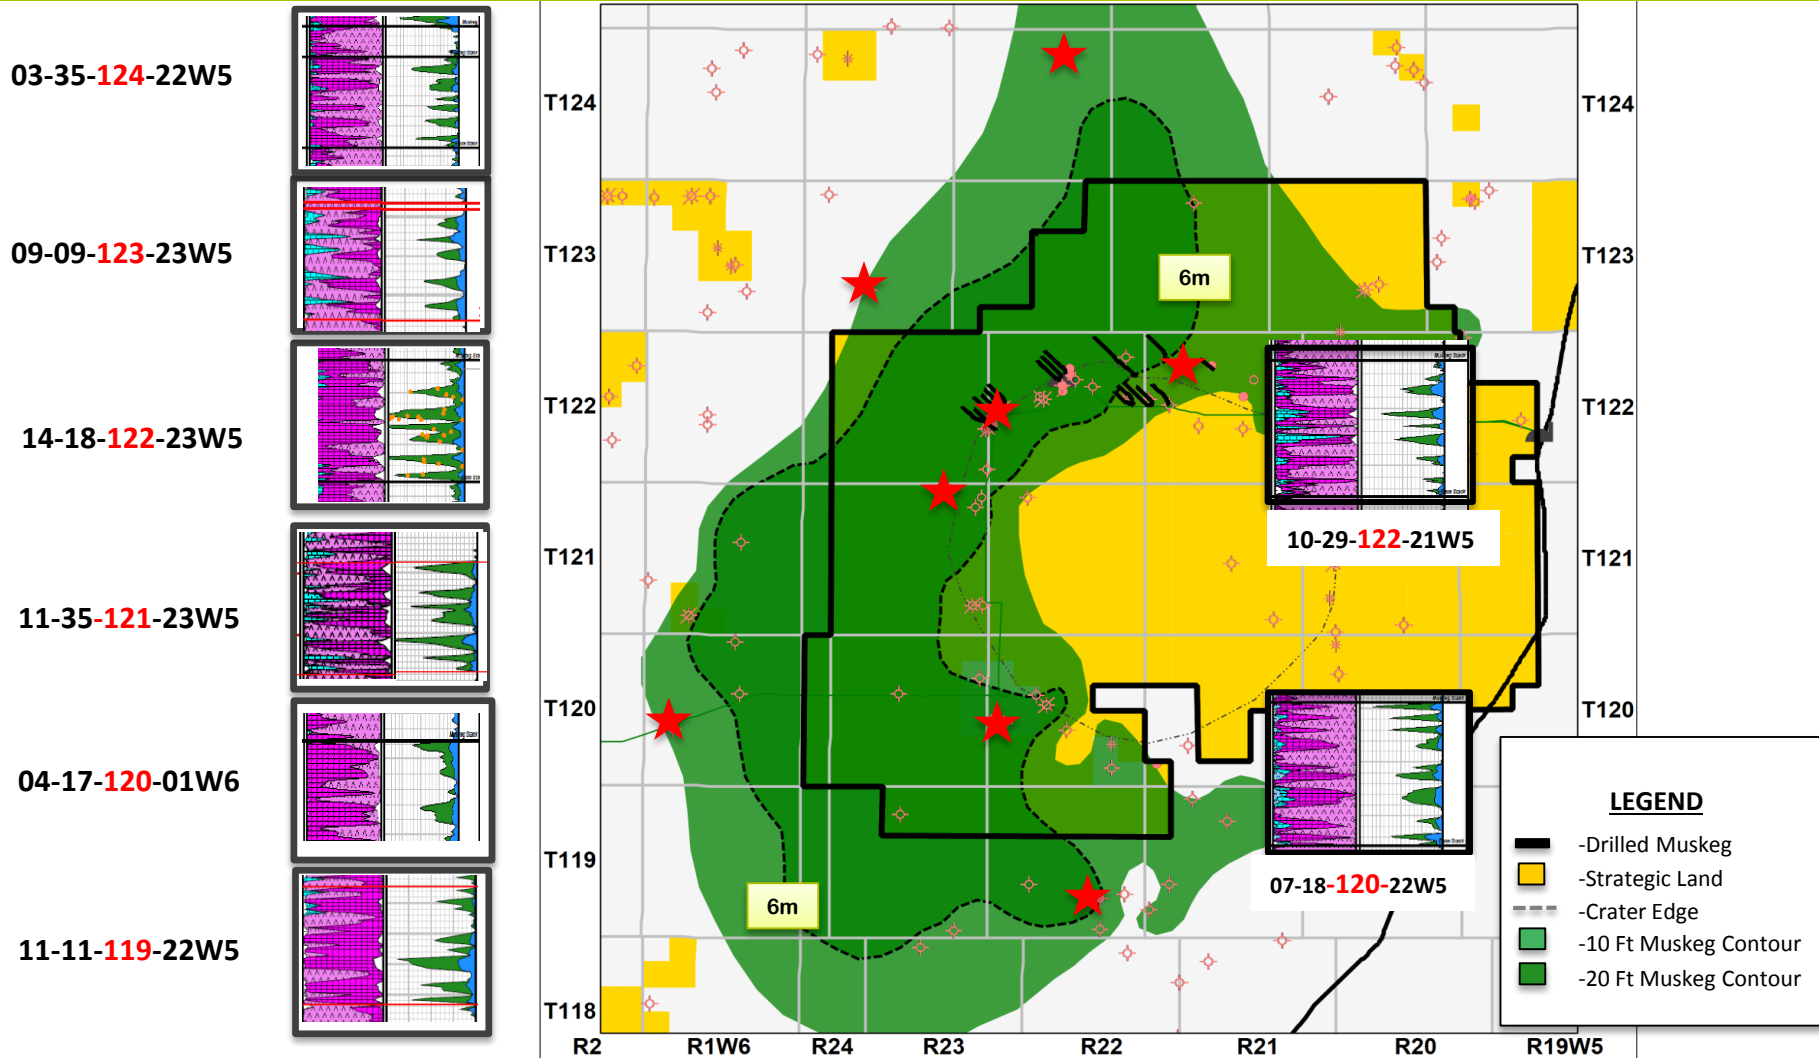 03-35-124-22W5
09-09-123-23W5
14-18-122-23W5
11-35-121-23W5
04-17-120-01W6
11-11-119-22W5
T124
T123
T122
T121
T120
T119
T118
T124
T123
T122
T121
T120
6m
6m
Muskeg Stack
10-29-122-21W5
07-18-120-22W5
LEGEND
-Drilled Muskeg
-Strategic Land
-Crater Edge
-10 Ft Muskeg Contour
-20 Ft Muskeg Contour
R2 R1W6 R24 R23 R22 R21 R20 R19W5